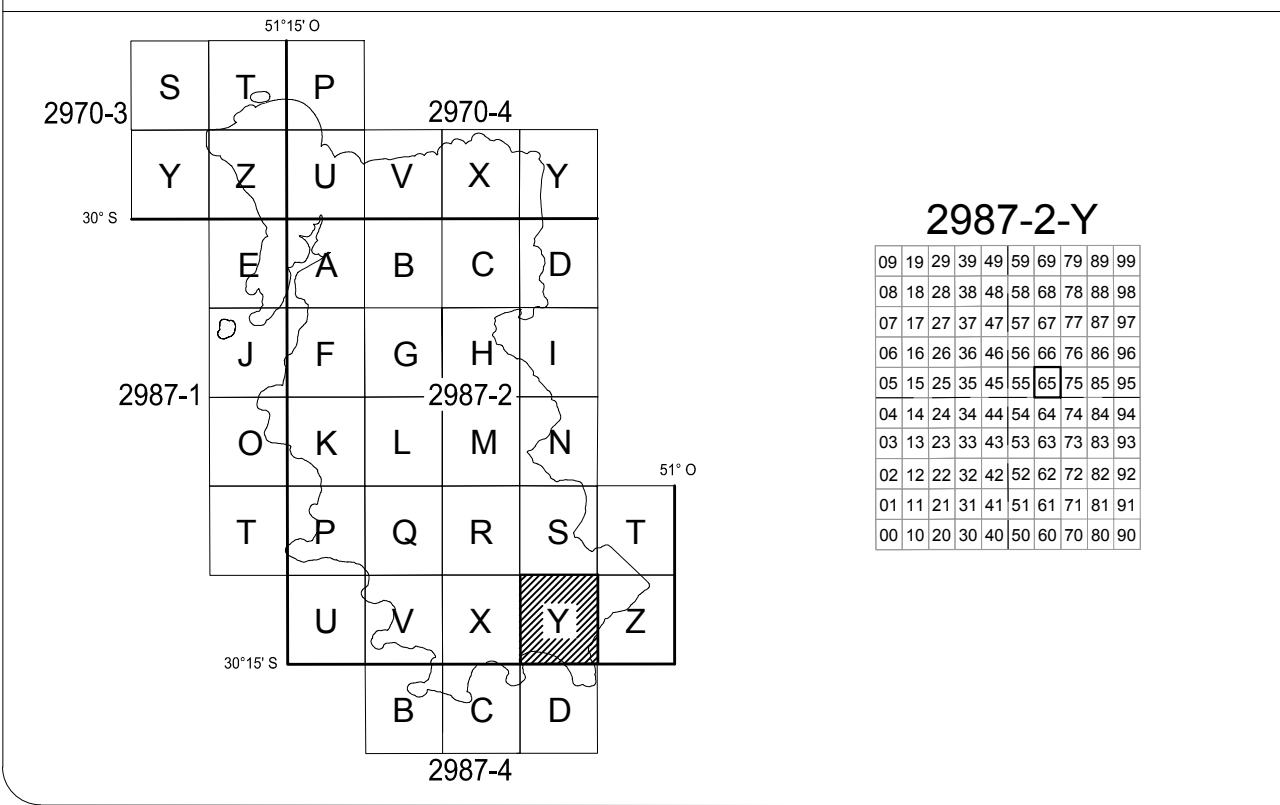 51°15' O
S T P
2970-3 2970-4
Y Z U V X Y
30° S
E A B C D
J F G H I
2987-1 2987-2
O K L M N
51° O
T P Q R S T
U V X Y Z
30°15' S
B C D
2987-4
2987-2-Y
09 19 29 39 49 59 69 79 89 99
08 18 28 38 48 58 68 78 88 98
07 17 27 37 47 57 67 77 87 97
06 16 26 36 46 56 66 76 86 96
05 15 25 35 45 55 65 75 85 95
04 14 24 34 44 54 64 74 84 94
03 13 23 33 43 53 63 73 83 93
02 12 22 32 42 52 62 72 82 92
01 11 21 31 41 51 61 71 81 91
00 10 20 30 40 50 60 70 80 90